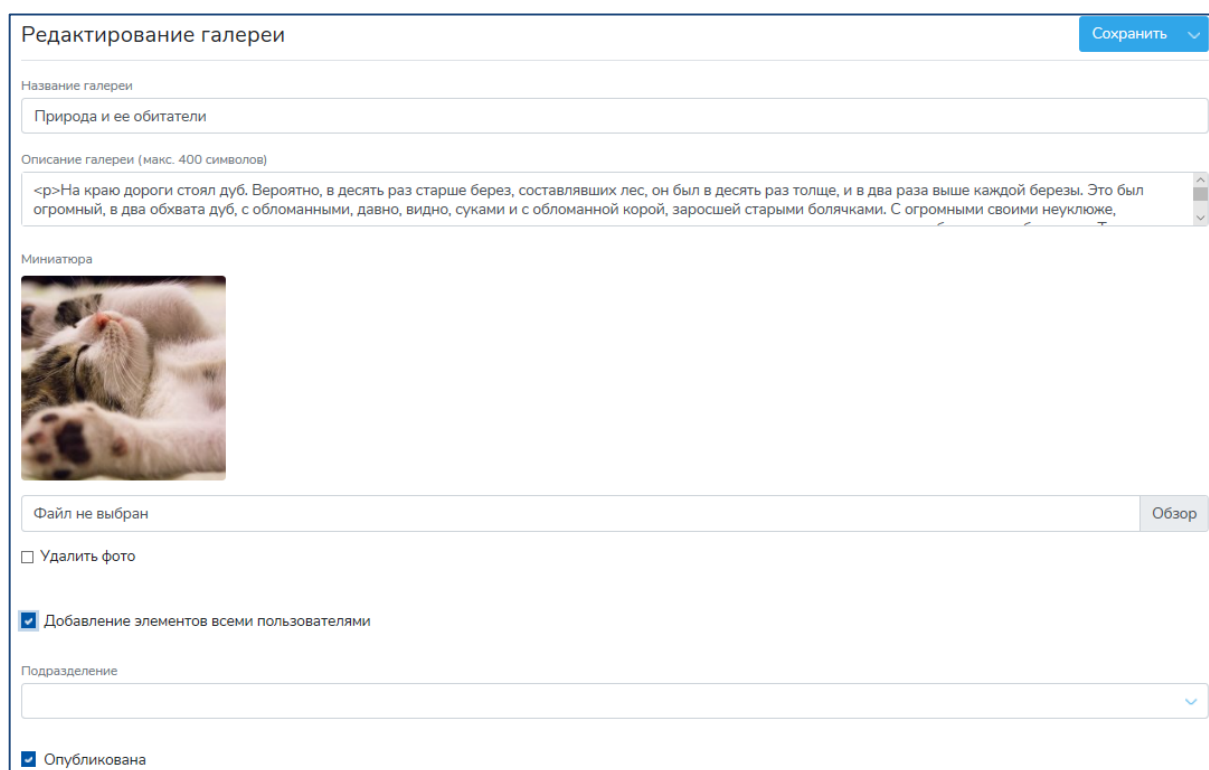 Редактирование галереи
Сохранить
Название галереи
Природа и ее обитатели
Описание галереи (макс. 400 символов)
<p>На краю дороги стоял дуб. Вероятно, в десять раз старше берез, составлявших лес, он был в десять раз толще, и в два раза выше каждой березы. Это был
огромный, в два обхвата дуб, с обломанными, давно, видно, суками и с обломанной корой, заросшей старыми болячками. С огромными своими неуклюже,
Миниатюра
Файл не выбран
Обзор
Удалить фото
Добавление элементов всеми пользователями
Подразделение
Опубликована